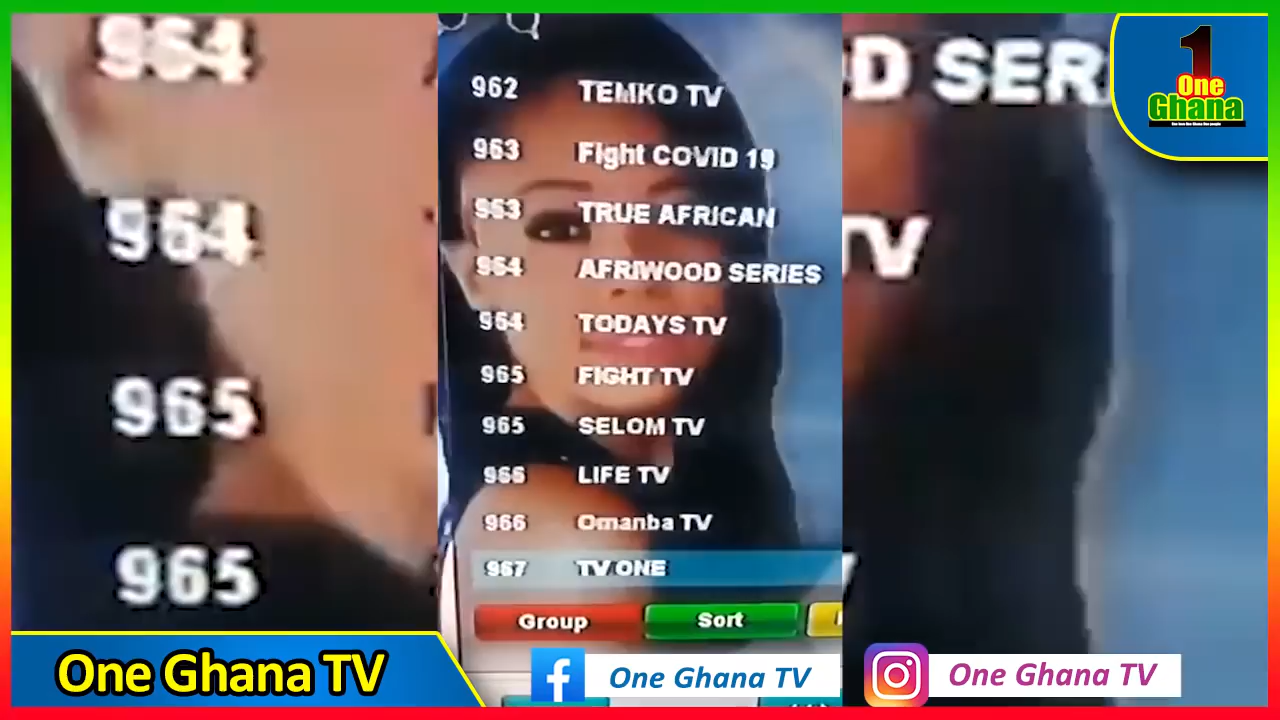 964
964
965
965
962 TEMKO TV
963 Fight COVID 19
963 TRUE AFRICAN
964 AFRIWOOD SERIES
964 TODAYS TV
965 FIGHT TV
965 SELOM TV
966 LIFE TV
966 Omanba TV
967 TV ONE
Group Sort
D SER
TV
1
One
Ghana
One Ghana TV
One Ghana TV
One Ghana TV